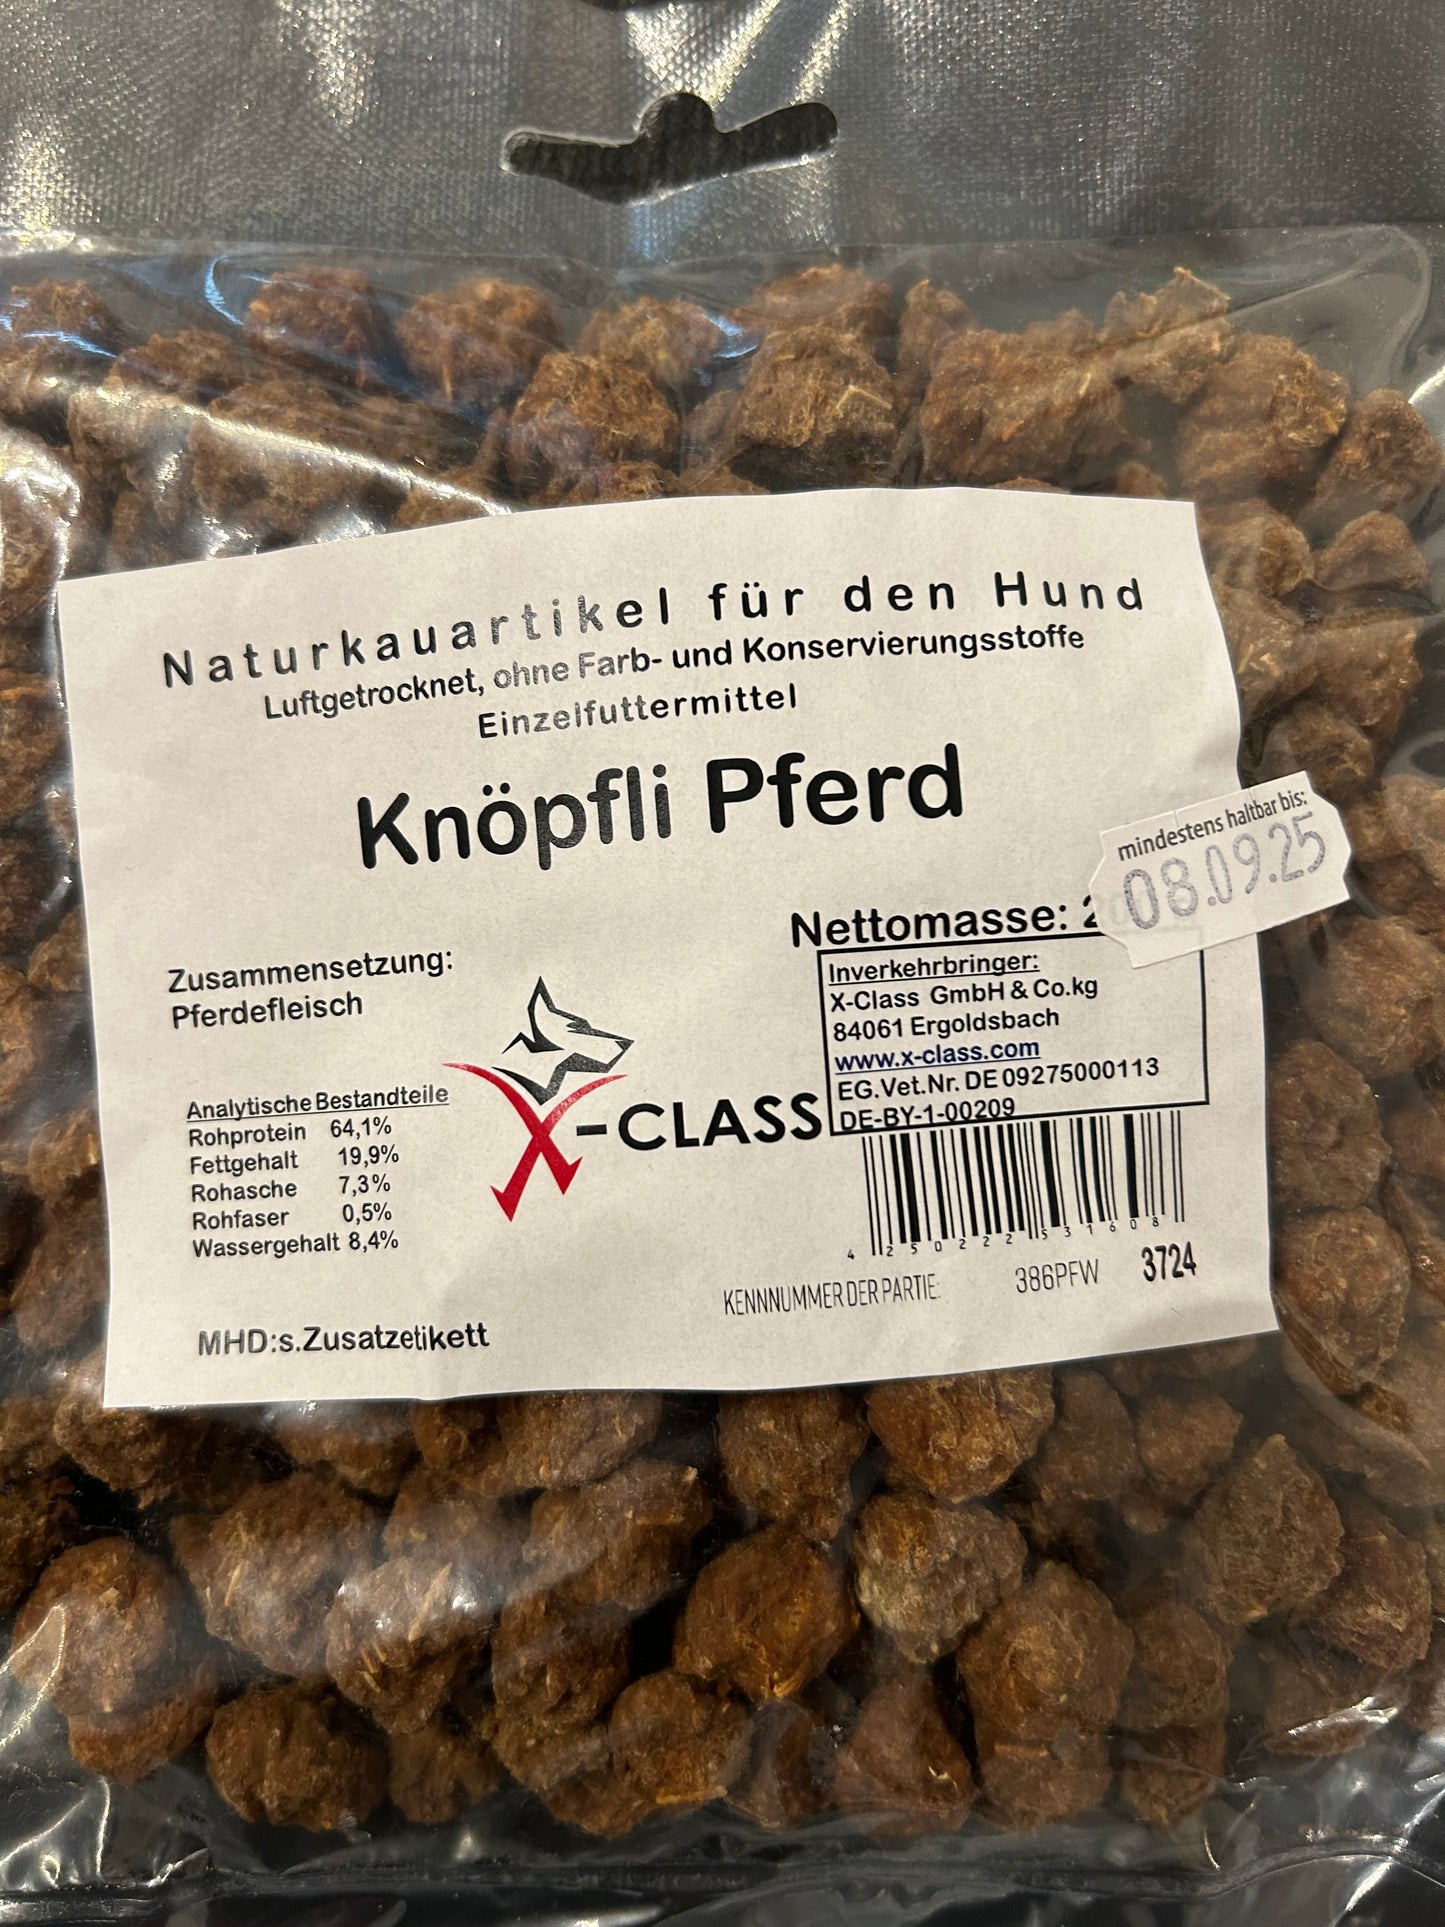 Naturkauartikel für den Hund
Luftgetrocknet, ohne Farb- und Konservierungsstoffe
Einzelfuttermittel
Knöpfli Pferd
mindestens haltbar bis:
08.09.25
Nettomasse:
Zusammensetzung:
Pferdefleisch
Inverkehrbringer:
X-Class GmbH & Co.kg
84061 Ergoldsbach
www.x-class.com
EG.Vet.Nr. DE 09275000113
DE-BY-1-00209
Analytische Bestandteile
Rohprotein 64,1%
Fettgehalt 19,9%
Rohasche 7,3%
Rohfaser 0,5%
Wassergehalt 8,4%
X-CLASS
4 250222 531608
KENNNUMMER DER PARTIE: 386PFW 3724
MHD:s.Zusatzetikett